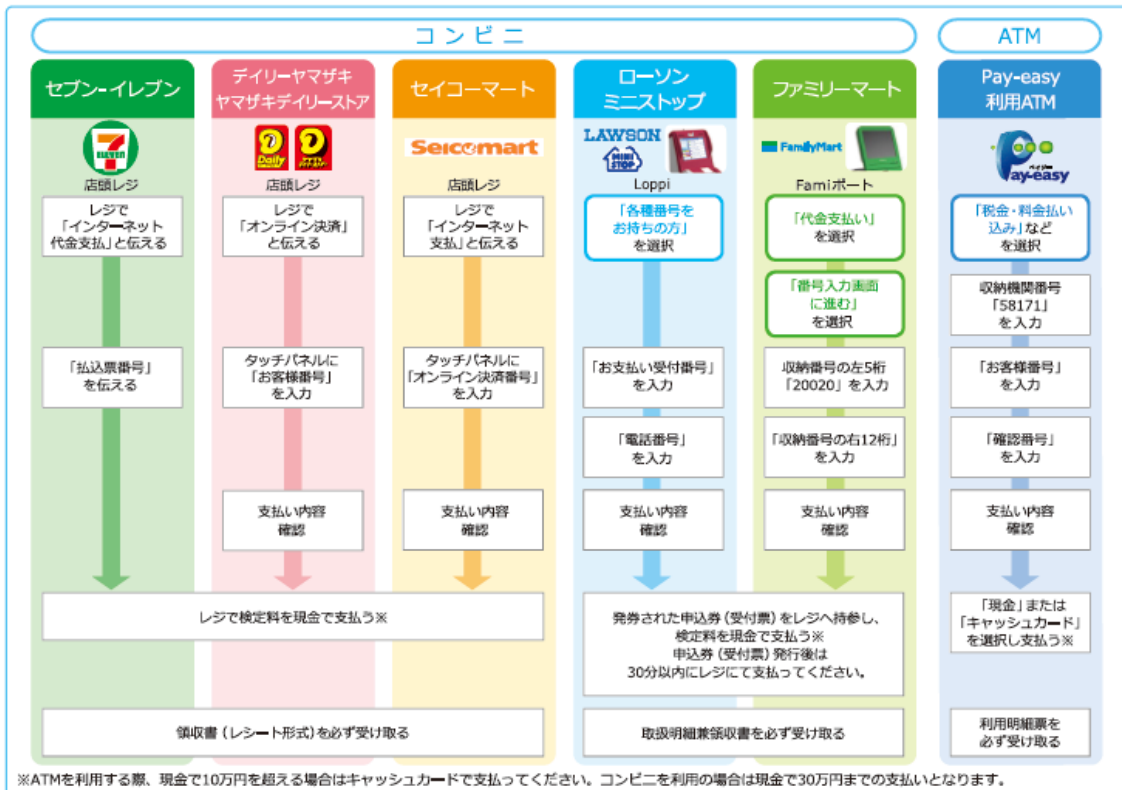 コンビニ
ATM
セブン-イレブン
7
ELEVEN
店頭レジ
レジで
「インターネット
代金支払」と伝える
「払込票番号」
を伝える
デイリーヤマザキ
ヤマザキデイリーストア
Daily
店頭レジ
レジで
「オンライン決済」
と伝える
タッチパネルに
「お客様番号」
を入力
支払い内容
確認
セイコーマート
Seicomart
店頭レジ
レジで
「インターネット
支払」と伝える
タッチパネルに
「オンライン決済番号」
を入力
支払い内容
確認
レジで検定料を現金で支払う※
領収書（レシート形式）を必ず受け取る
ローソン
ミニストップ
LAWSON
MINI
STOP
Loppi
「各種番号を
お持ちの方」
を選択
「お支払い受付番号」
を入力
「電話番号」
を入力
支払い内容
確認
ファミリーマート
FamilyMart
Famiポート
「代金支払い」
を選択
「番号入力画面
に進む」
を選択
収納番号の左5桁
「20020」を入力
「収納番号の右12桁」
を入力
支払い内容
確認
発券された申込券（受付票）をレジへ持参し、
検定料を現金で支払う※
申込券（受付票）発行後は
30分以内にレジにて支払ってください。
取扱明細兼領収書を必ず受け取る
Pay-easy
利用ATM
Pay-easy
「税金・料金払い
込み」など
を選択
収納機関番号
「58171」
を入力
「お客様番号」
を入力
「確認番号」
を入力
支払い内容
確認
「現金」または
「キャッシュカード」
を選択し支払う※
利用明細票を
必ず受け取る
※ATMを利用する際、現金で10万円を超える場合はキャッシュカードで支払ってください。コンビニを利用の場合は現金で30万円までの支払いとなります。